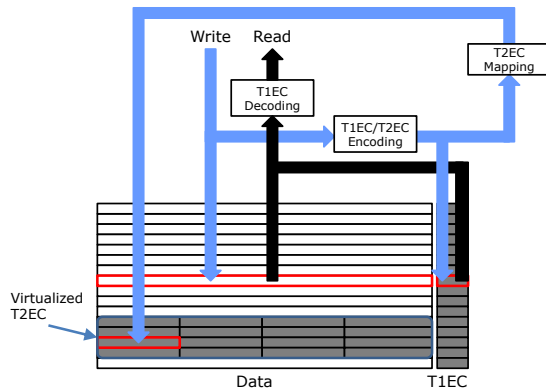 Write
Read
T2EC
Mapping
T1EC
Decoding
T1EC/T2EC
Encoding
Virtualized
T2EC
Data
T1EC